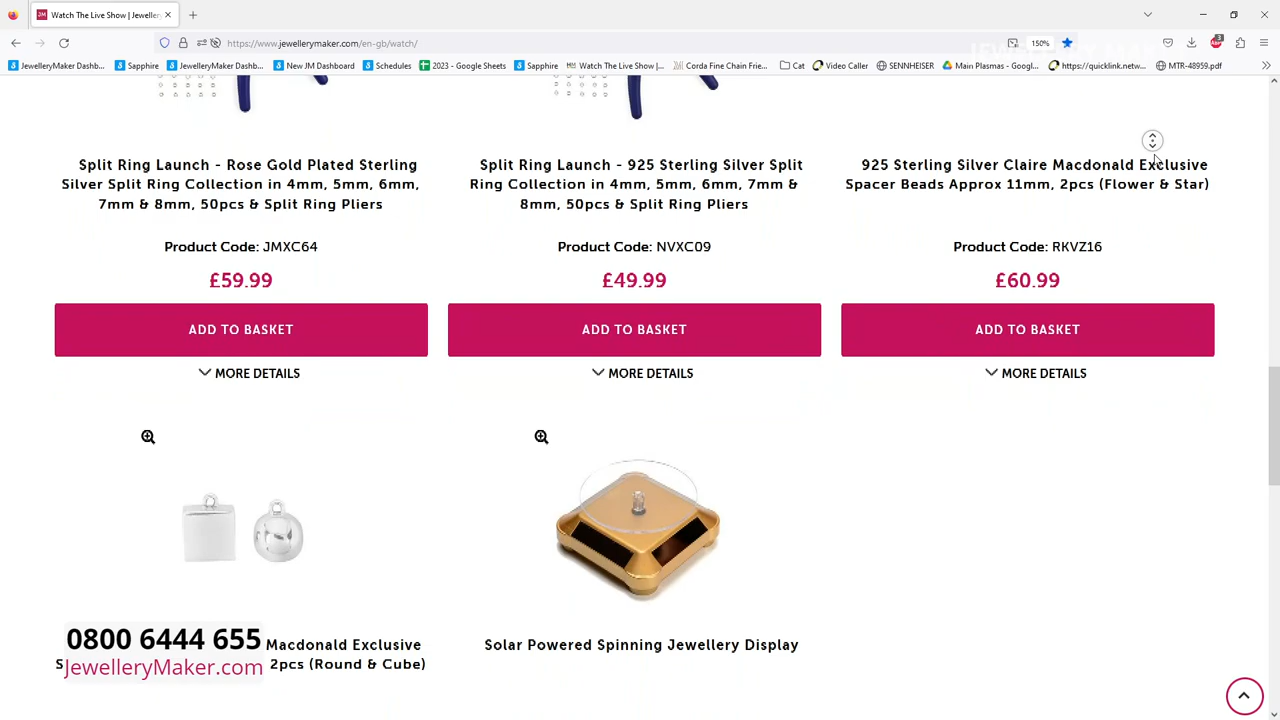 Watch The Live Show | Jeweller
https://www.jewellerymaker.com/en-gb/watch/
150%
3
JewelleryMaker Dashb...
Sapphire
JewelleryMaker Dashb...
New JM Dashboard
Schedules
2023 - Google Sheets
Sapphire
Watch The Live Show |...
Corda Fine Chain Frie...
Cat
Video Caller
SENNHEISER
Main Plasmas - Googl...
https://quicklink.netw...
MTR-48959.pdf
Split Ring Launch - Rose Gold Plated Sterling
Silver Split Ring Collection in 4mm, 5mm, 6mm,
7mm & 8mm, 50pcs & Split Ring Pliers
Product Code: JMXC64
£59.99
ADD TO BASKET
MORE DETAILS
Split Ring Launch - 925 Sterling Silver Split
Ring Collection in 4mm, 5mm, 6mm, 7mm &
8mm, 50pcs & Split Ring Pliers
Product Code: NVXC09
£49.99
ADD TO BASKET
MORE DETAILS
925 Sterling Silver Claire Macdonald Exclusive
Spacer Beads Approx 11mm, 2pcs (Flower & Star)
Product Code: RKVZ16
£60.99
ADD TO BASKET
MORE DETAILS
Macdonald Exclusive
2pcs (Round & Cube)
Solar Powered Spinning Jewellery Display
0800 6444 655
JewelleryMaker.com